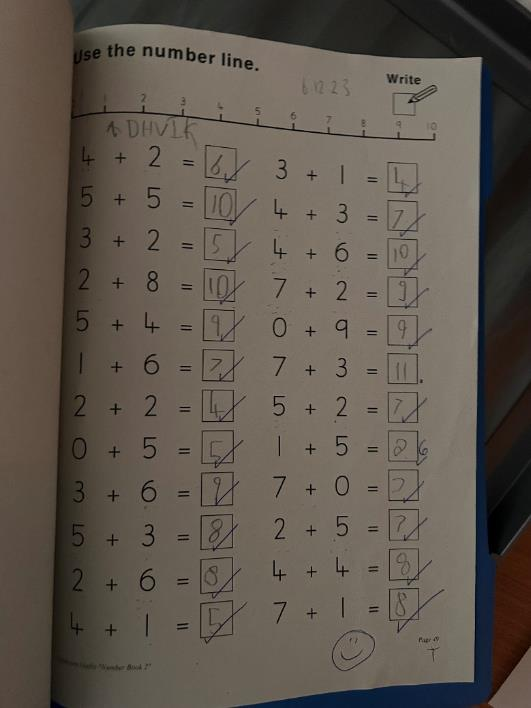 Use the number line.
6.12.23
Write
1 2 3 4 5 6 7 8 9 10
DHVIK
4 + 2 = 6
5 + 5 = 10
3 + 2 = 5
2 + 8 = 10
5 + 4 = 9
1 + 6 = 7
2 + 2 = 4
0 + 5 = 5
3 + 6 = 9
5 + 3 = 8
2 + 6 = 8
4 + 1 = 5
3 + 1 = 4
4 + 3 = 7
4 + 6 = 10
7 + 2 = 9
0 + 9 = 9
7 + 3 = 11
5 + 2 = 7
1 + 5 = 8 6
7 + 0 = 7
2 + 5 = 7
4 + 4 = 8
7 + 1 = 8
Page 49
T
"Number Book 2"